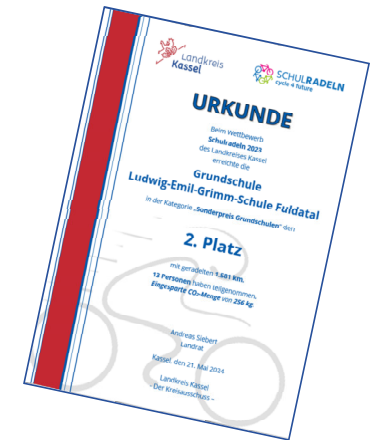 Landkreis
Kassel
SCHULRADELN
cycle 4 future
URKUNDE
Beim Wettbewerb
Schulradeln 2023
des Landkreises Kassel
erreichte die
Grundschule
Ludwig-Emil-Grimm-Schule Fuldatal
in der Kategorie „Sonderpreis Grundschulen“ den
2. Platz
mit geradelten km.
13 Personen haben teilgenommen.
Eingesparte CO₂-Menge von 256 kg.
Andreas Siebert
Landrat
Kassel, den 21. Mai 2024
Landkreis Kassel
- Der Kreisausschuss -